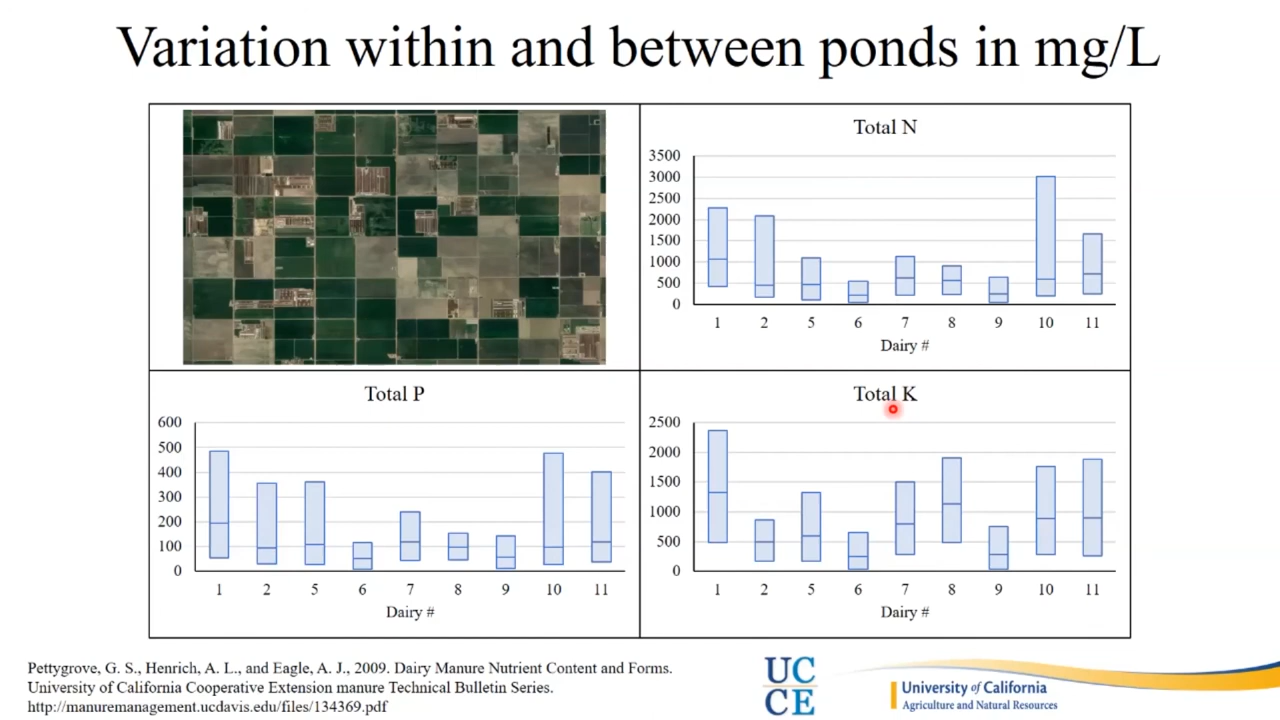 Variation within and between ponds in mg/L
Total N
3500
3000
2500
2000
1500
1000
500
0
1 2 5 6 7 8 9 10 11
Dairy #
Total P
600
500
400
300
200
100
0
1 2 5 6 7 8 9 10 11
Dairy #
Total K
2500
2000
1500
1000
500
0
1 2 5 6 7 8 9 10 11
Dairy #
Pettygrove, G. S., Henrich, A. L., and Eagle, A. J., 2009. Dairy Manure Nutrient Content and Forms.
University of California Cooperative Extension manure Technical Bulletin Series.
http://manuremanagement.ucdavis.edu/files/134369.pdf
UC
CE
University of California
Agriculture and Natural Resources